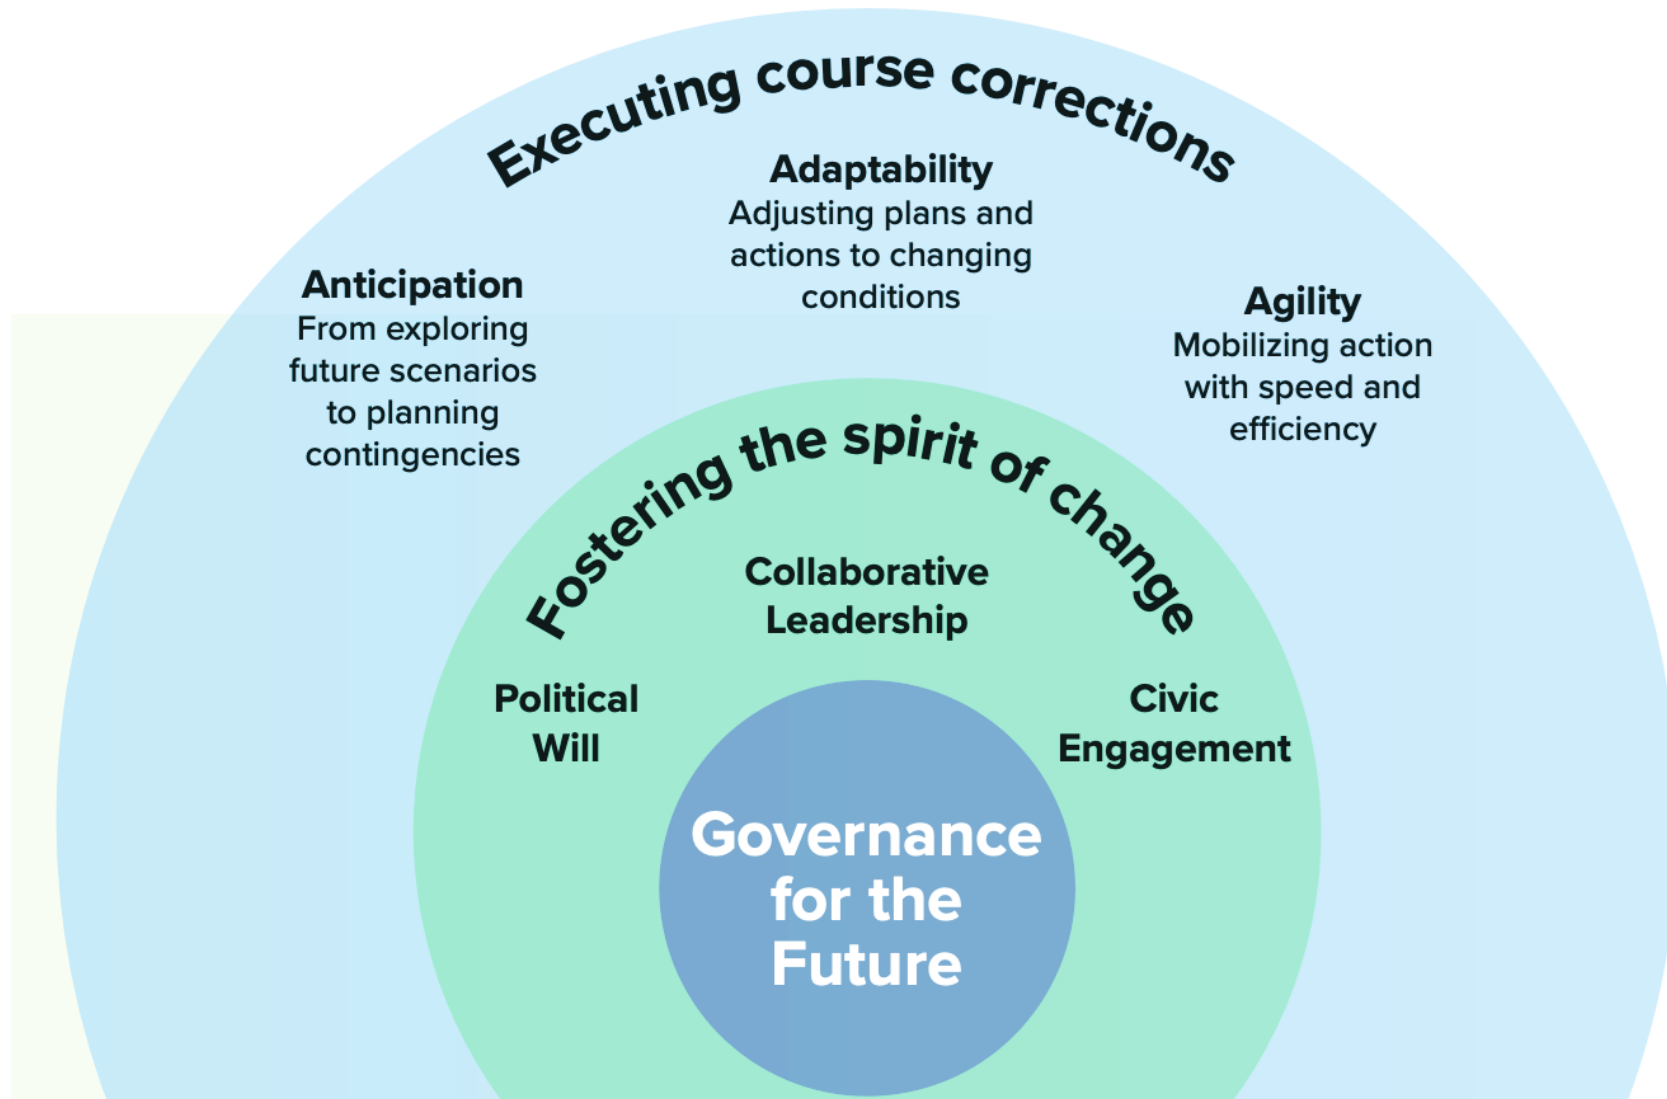 Executing course corrections
Adaptability
Adjusting plans and
actions to changing
conditions
Anticipation
From exploring
future scenarios
to planning
contingencies
Agility
Mobilizing action
with speed and
efficiency
Fostering the spirit of change
Collaborative
Leadership
Political
Will
Civic
Engagement
Governance
for the
Future